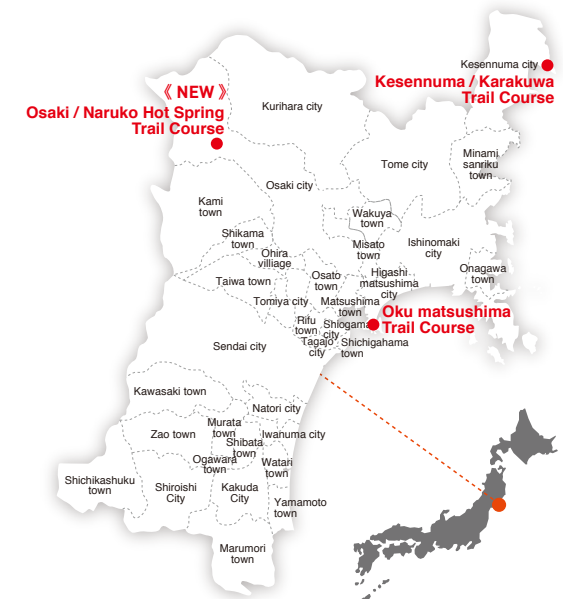 Kesennuma city
Kesennuma / Karakuwa
Trail Course
《 NEW 》
Osaki / Naruko Hot Spring
Trail Course
Kurihara city
Tome city
Minami
sanriku
town
Osaki city
Kami
town
Wakuya
town
Shikama
town
Misato
town
Ishinomaki
city
Ohira
villiage
Onagawa
town
Taiwa town
Osato
town
Higashi
matsushima
city
Tomiya city
Matsushima
town
Oku matsushima
Trail Course
Rifu
town
Shiogama
city
Tagajo
city
Shichigahama
town
Sendai city
Kawasaki town
Natori city
Murata
town
Zao town
Iwanuma city
Shibata
town
Ogawara
town
Watari
town
Shichikashuku
town
Shiroishi
City
Kakuda
City
Yamamoto
town
Marumori
town